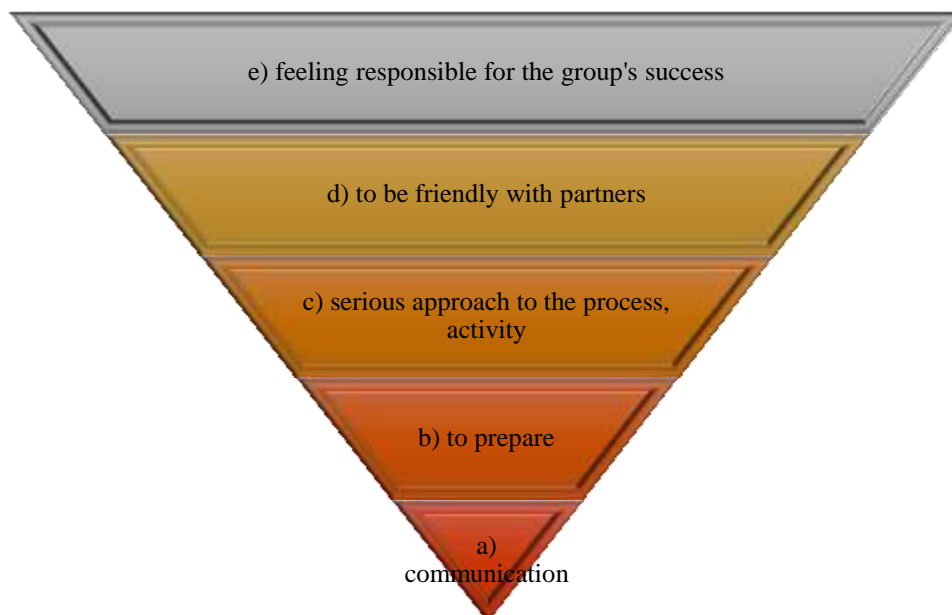 e) feeling responsible for the group's success
d) to be friendly with partners
c) serious approach to the process,
activity
b) to prepare
a)
communication